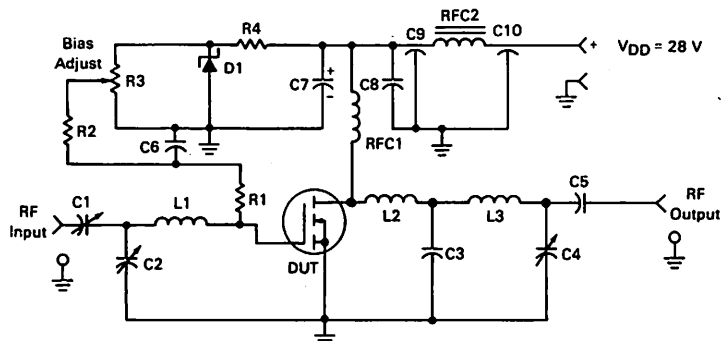 RFC2
R4
C9
C10
Bias
Adjust
R3
D1
+
VDD = 28 V
C7
+
–
C8
R2
C6
RFC1
R1
C1
L1
RF
Input
C2
DUT
L2
L3
C5
RF
Output
C3
C4